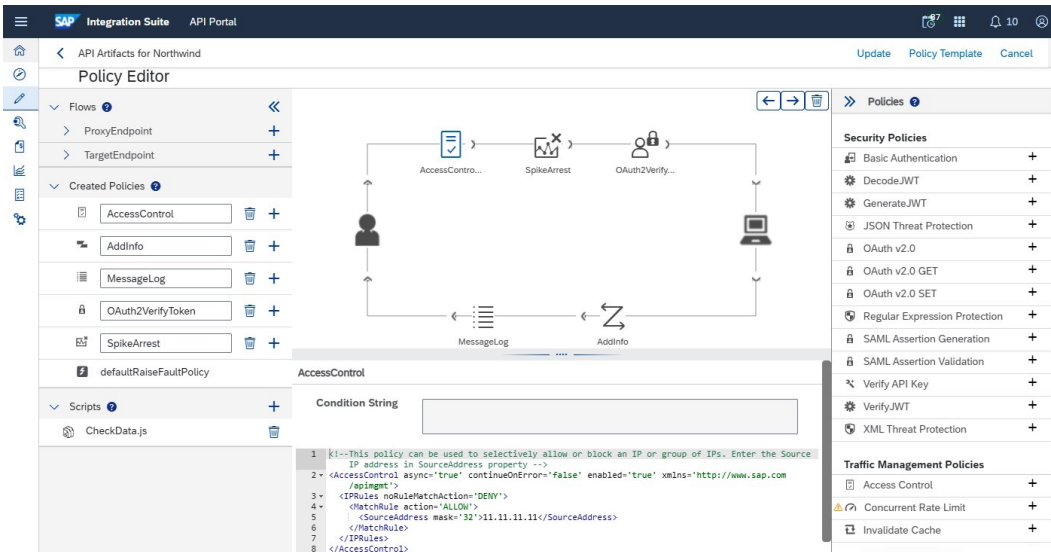 SAP Integration Suite API Portal 87 10
API Artifacts for Northwind Update Policy Template Cancel
Policy Editor
Flows
ProxyEndpoint
TargetEndpoint
Created Policies
AccessControl
AddInfo
MessageLog
OAuth2VerifyToken
SpikeArrest
defaultRaiseFaultPolicy
Scripts
CheckData.js
AccessContro...
SpikeArrest
OAuth2Verify...
MessageLog
AddInfo
AccessControl
Condition String
1 <!--This policy can be used to selectively allow or block an IP or group of IPs. Enter the Source
IP address in SourceAddress property -->
2 <AccessControl async='true' continueOnError='false' enabled='true' xmlns='http://www.sap.com
/apimgmt'>
3 <IPRules noRuleMatchAction='DENY'>
4 <MatchRule action='ALLOW'>
5 <SourceAddress mask='32'>11.11.11.11</SourceAddress>
6 </MatchRule>
7 </IPRules>
8 </AccessControl>
Policies
Security Policies
Basic Authentication
DecodeJWT
GenerateJWT
JSON Threat Protection
OAuth v2.0
OAuth v2.0 GET
OAuth v2.0 SET
Regular Expression Protection
SAML Assertion Generation
SAML Assertion Validation
Verify API Key
VerifyJWT
XML Threat Protection
Traffic Management Policies
Access Control
Concurrent Rate Limit
Invalidate Cache